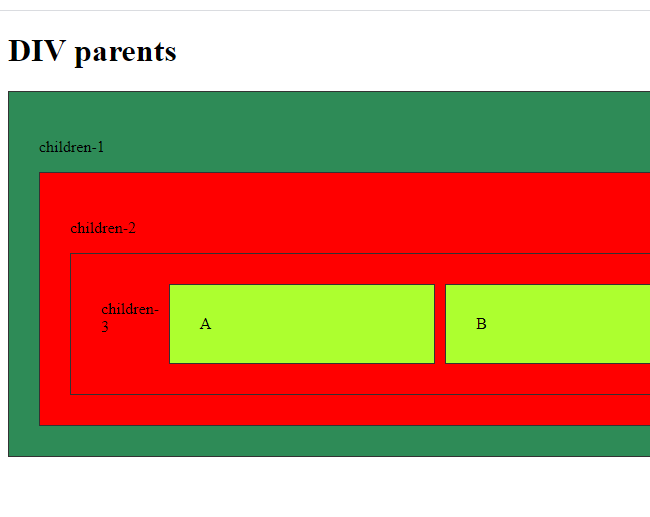 DIV parents
children-1
children-2
children-
3
A
B